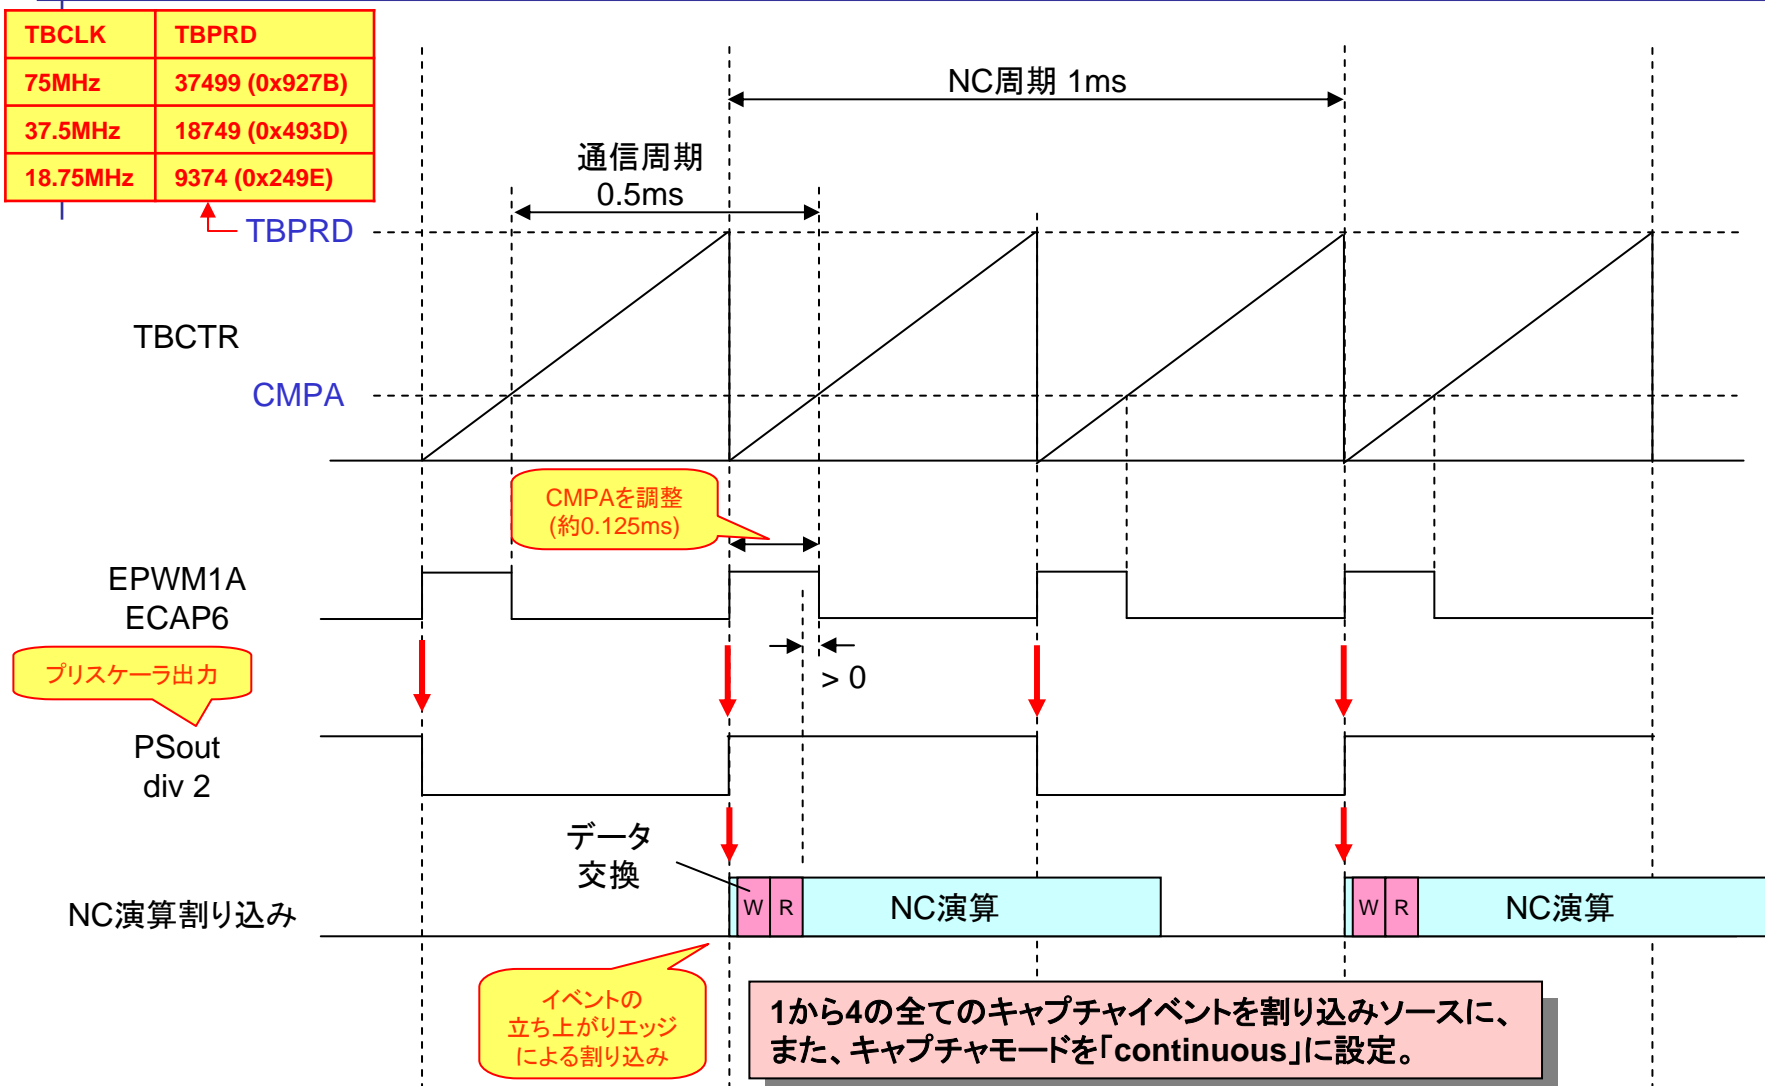 TBCLK TBPRD
75MHz 37499 (0x927B)
37.5MHz 18749 (0x493D)
18.75MHz 9374 (0x249E)
NC周期 1ms
通信周期
0.5ms
TBPRD
TBCTR
CMPA
CMPAを調整
(約0.125ms)
EPWM1A
ECAP6
> 0
プリスケーラ出力
PSout
div 2
データ
交換
NC演算割り込み
W R NC演算
W R NC演算
イベントの
立ち上がりエッジ
による割り込み
1から4の全てのキャプチャイベントを割り込みソースに、
また、キャプチャモードを「continuous」に設定。